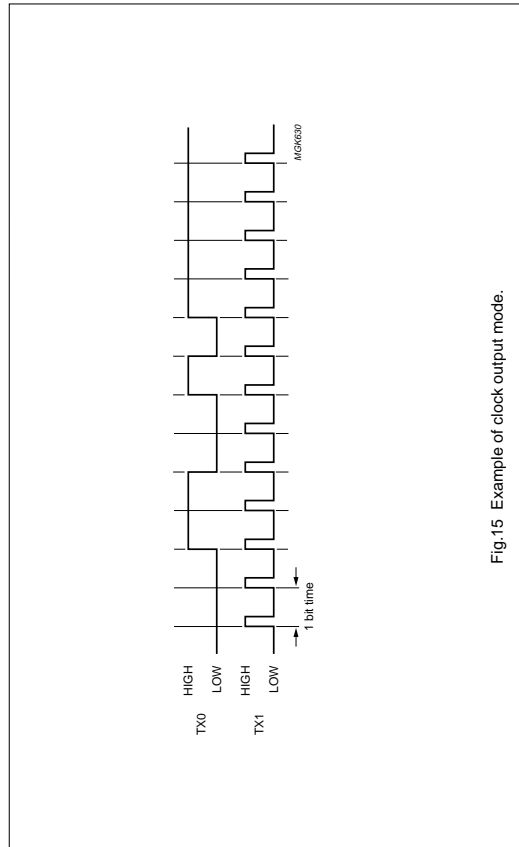 HIGH
TX0
LOW
HIGH
TX1
LOW
1 bit time
MGK630
Fig.15 Example of clock output mode.